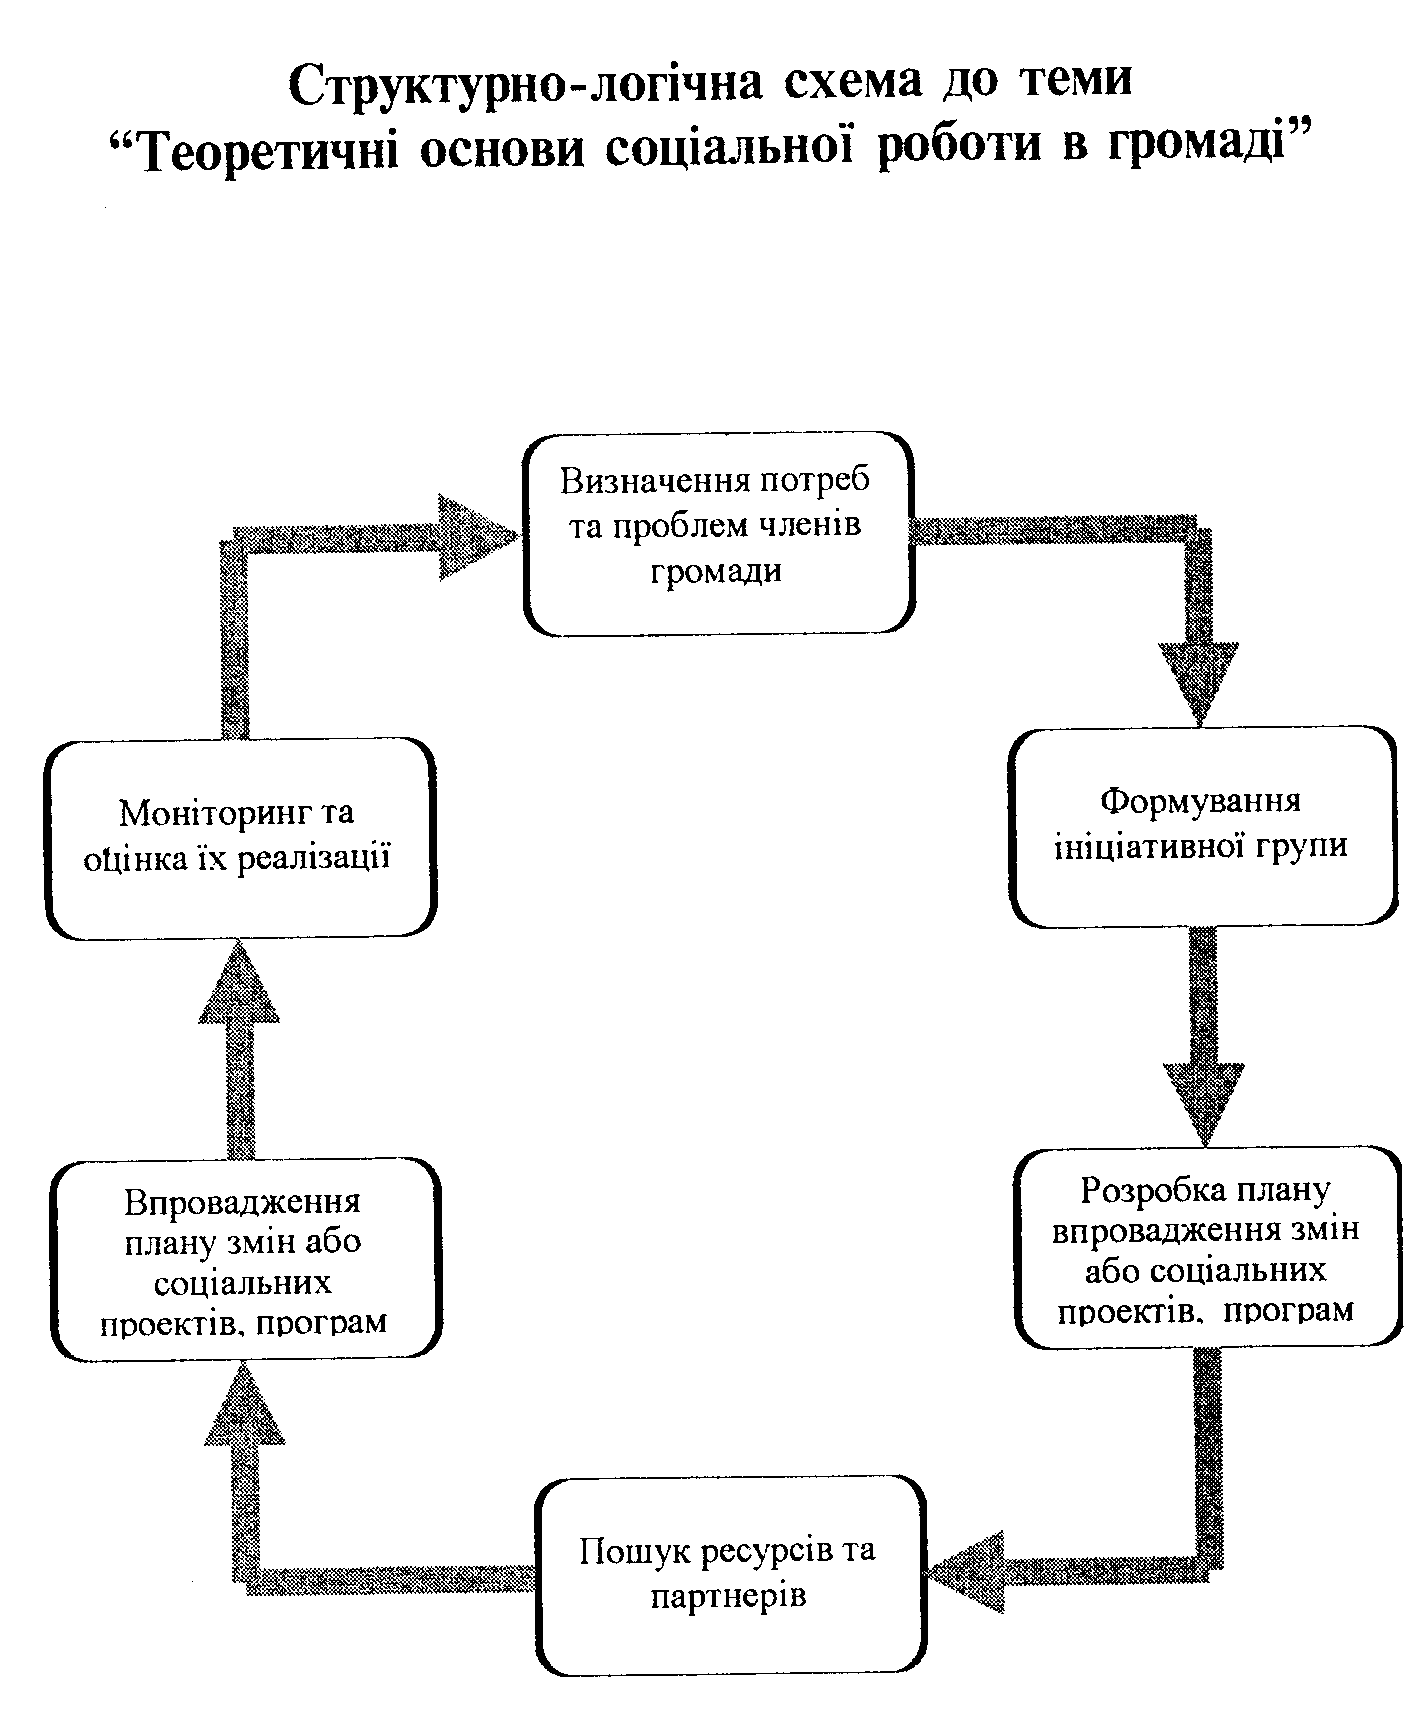 Структурно-логічна схема до теми
“Теоретичні основи соціальної роботи в громаді”
Визначення потреб
та проблем членів
громади
Формування
ініціативної групи
Розробка плану
впровадження змін
або соціальних
проектів, програм
Пошук ресурсів та
партнерів
Впровадження
плану змін або
соціальних
проектів, програм
Моніторинг та
оцінка їх реалізації